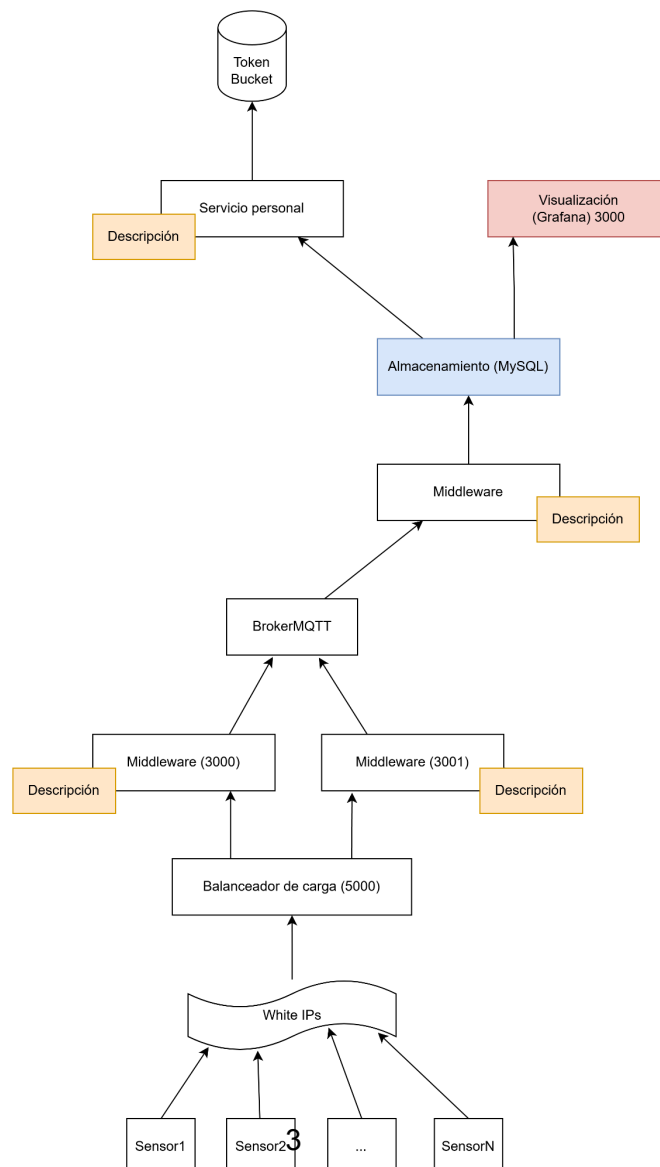 Token
Bucket
Servicio personal
Descripción
Visualización
(Grafana) 3000
Almacenamiento (MySQL)
Middleware
Descripción
BrokerMQTT
Middleware (3000)
Descripción
Middleware (3001)
Descripción
Balanceador de carga (5000)
White IPs
Sensor1
Sensor2
3
...
SensorN